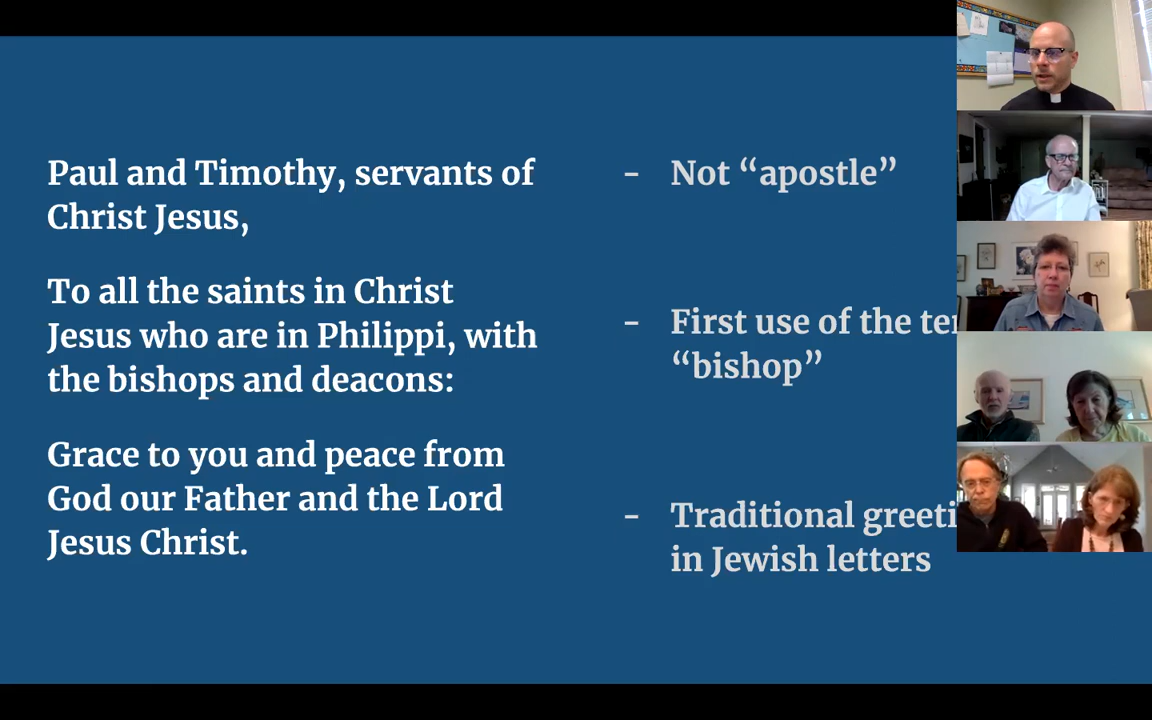 Paul and Timothy, servants of
Christ Jesus,
To all the saints in Christ
Jesus who are in Philippi, with
the bishops and deacons:
Grace to you and peace from
God our Father and the Lord
Jesus Christ.
- Not “apostle”
- First use of the
“bishop”
- Traditional
in Jewish letters